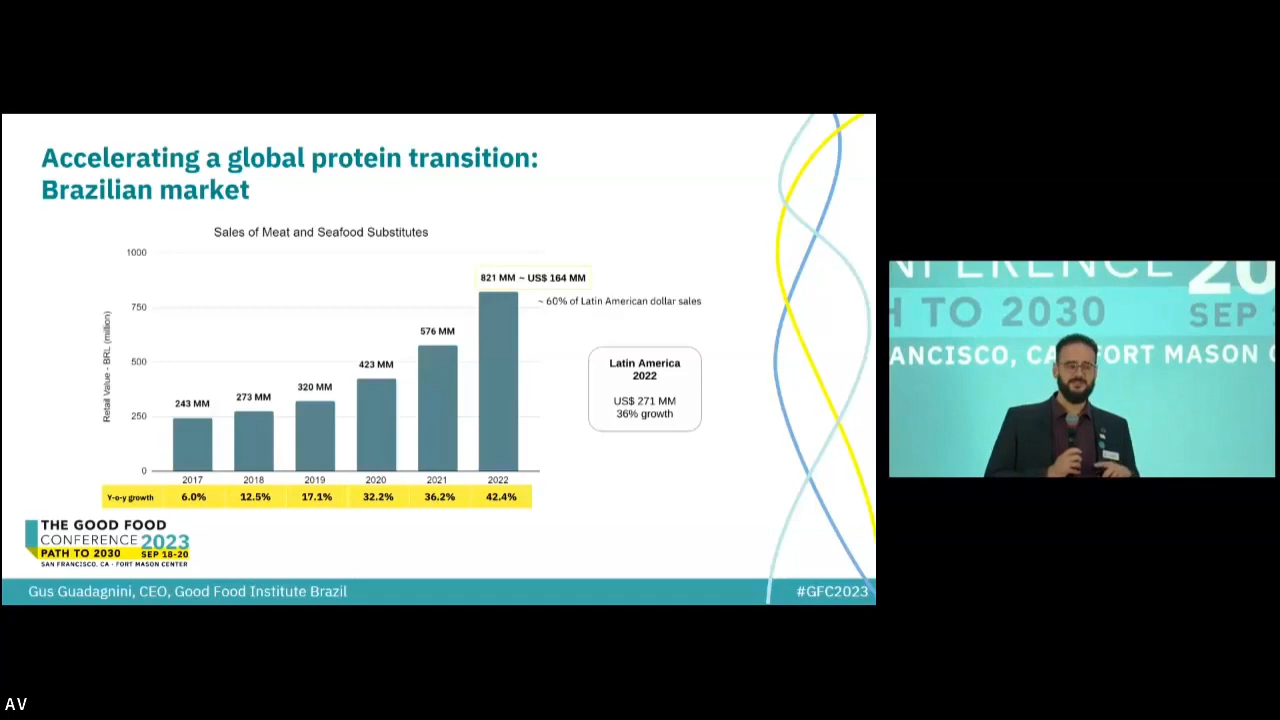 Accelerating a global protein transition:
Brazilian market
Sales of Meat and Seafood Substitutes
Retail Value - BRL (million)
1000
750
500
250
0
243 MM
273 MM
320 MM
423 MM
576 MM
821 MM ~ US$ 164 MM
~ 60% of Latin American dollar sales
Latin America
2022
US$ 271 MM
36% growth
2017 2018 2019 2020 2021 2022
Y-o-y growth 6.0% 12.5% 17.1% 32.2% 36.2% 42.4%
THE GOOD FOOD
CONFERENCE 2023
PATH TO 2030 SEP 18-20
SAN FRANCISCO, CA - FORT MASON CENTER
Gus Guadagnini, CEO, Good Food Institute Brazil
#GFC2023
NFERENCE 20
H TO 2030 SEP
ANCISCO, CA FORT MASON C
AV